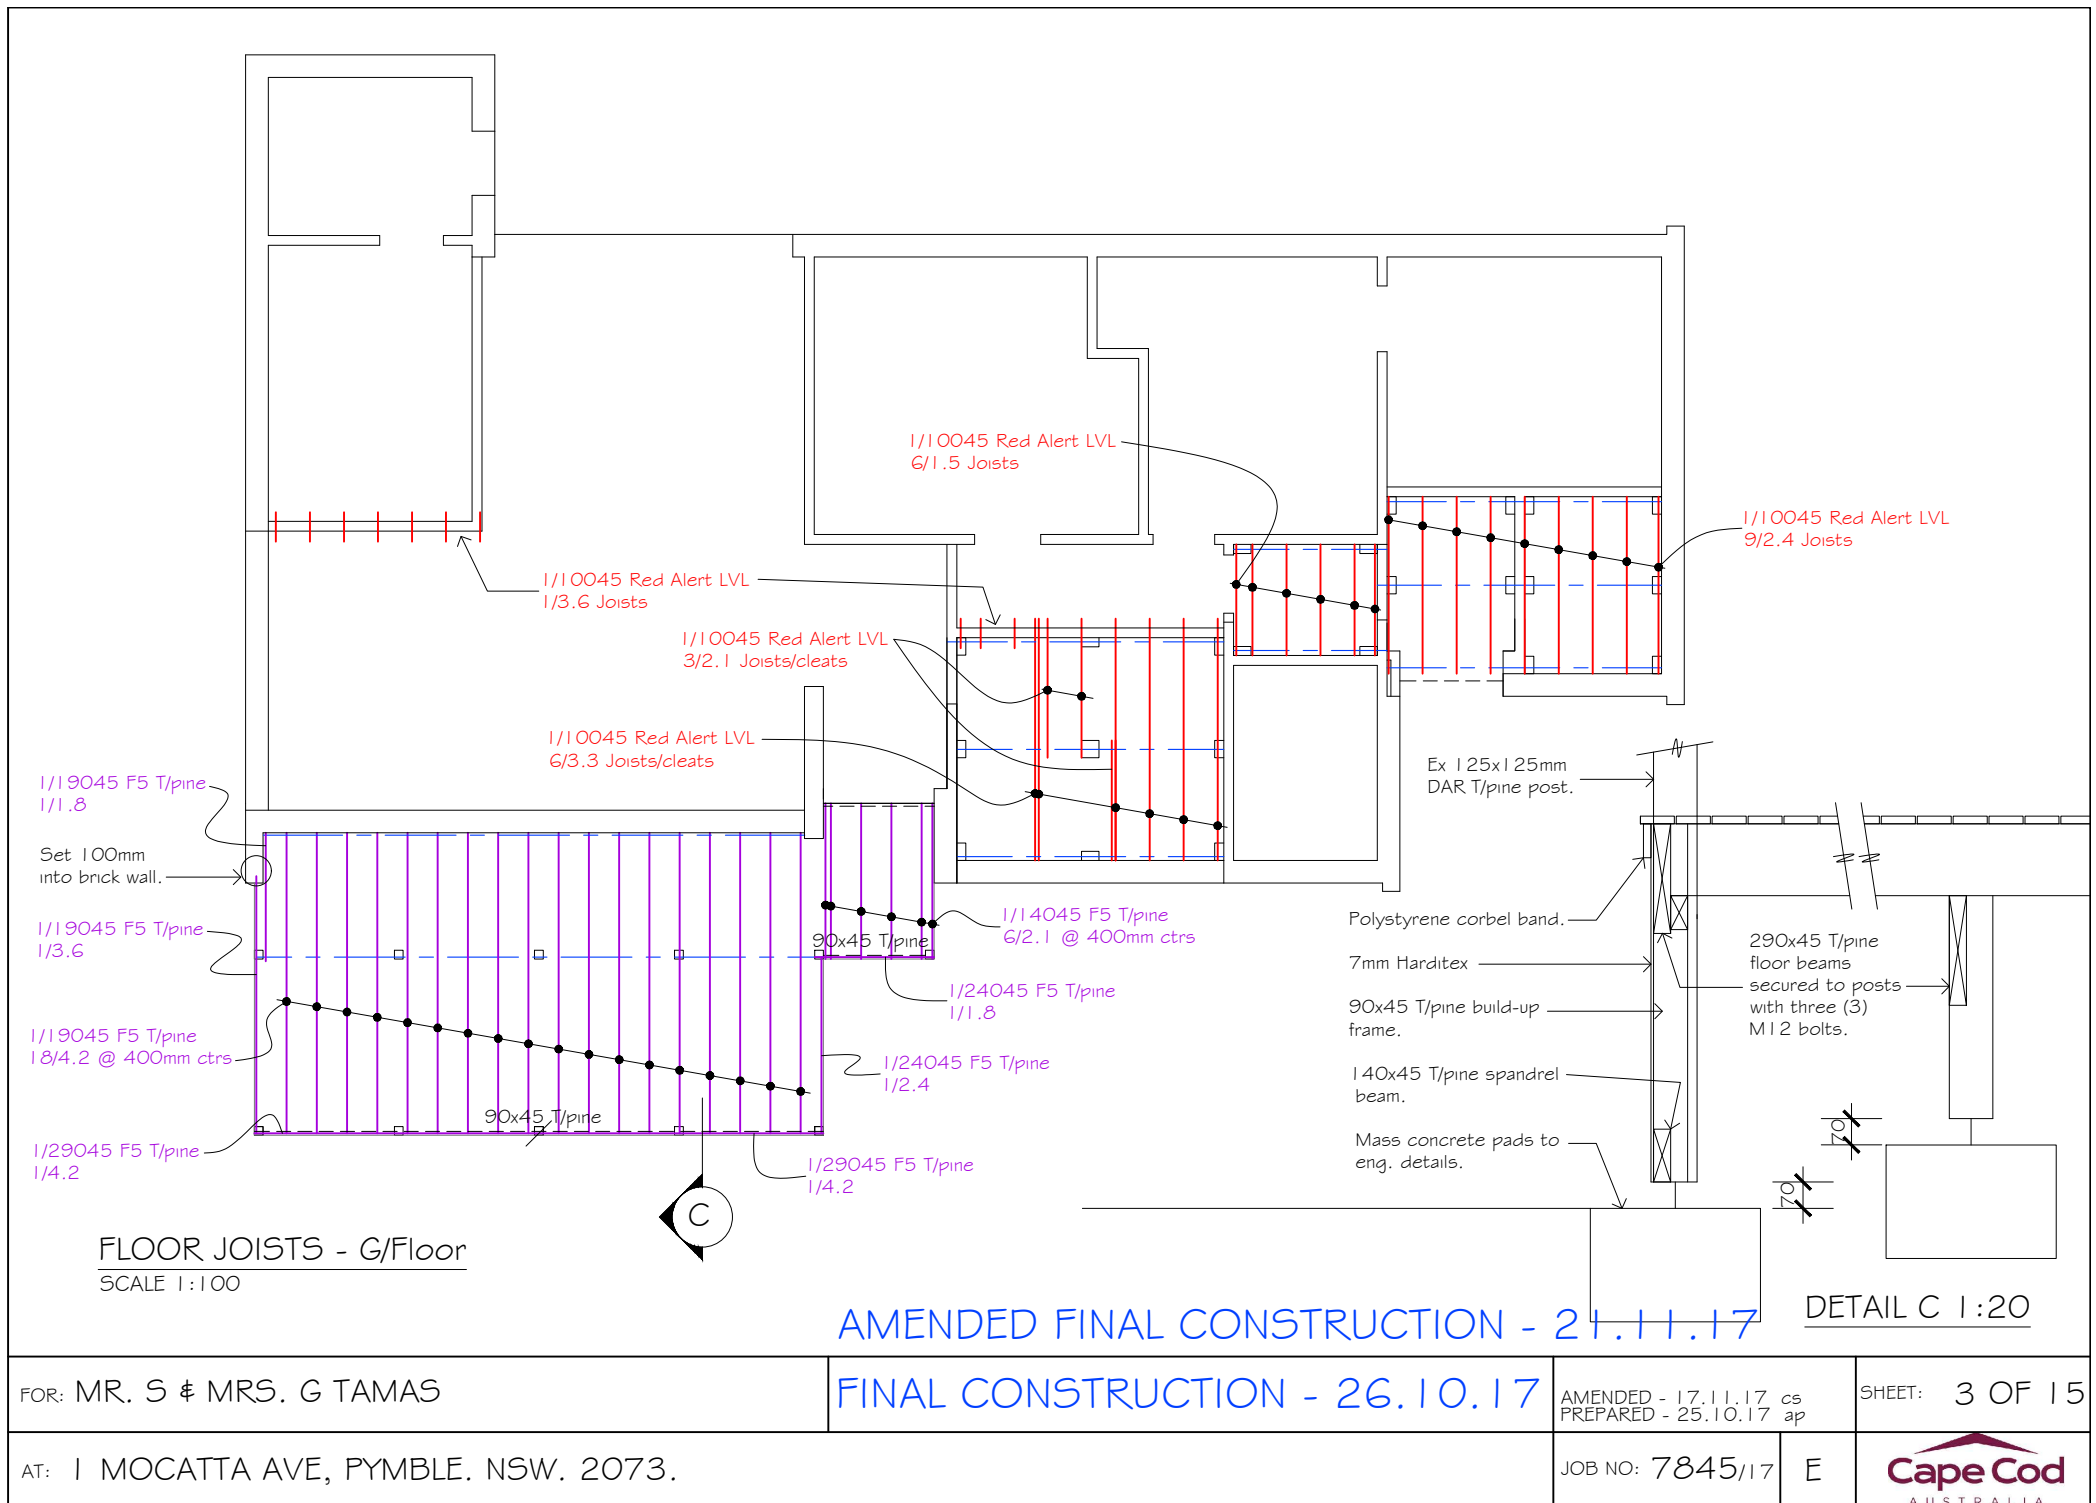 1/10045 Red Alert LVL
6/1.5 Joists
1/10045 Red Alert LVL
9/2.4 Joists
1/10045 Red Alert LVL
1/3.6 Joists
1/10045 Red Alert LVL
3/2.1 Joists/cleats
1/10045 Red Alert LVL
6/3.3 Joists/cleats
1/19045 F5 T/pine
1/1.8
Set 100mm
into brick wall.
1/19045 F5 T/pine
1/3.6
1/19045 F5 T/pine
18/4.2 @ 400mm ctrs
1/29045 F5 T/pine
1/4.2
90x45 T/pine
90x45 T/pine
1/14045 F5 T/pine
6/2.1 @ 400mm ctrs
1/24045 F5 T/pine
1/1.8
1/24045 F5 T/pine
1/2.4
1/29045 F5 T/pine
1/4.2
C
Ex 125x125mm
DAR T/pine post.
Polystyrene corbel band.
7mm Harditex
90x45 T/pine build-up
frame.
140x45 T/pine spandrel
beam.
Mass concrete pads to
eng. details.
290x45 T/pine
floor beams
secured to posts
with three (3)
M12 bolts.
70
70
FLOOR JOISTS - G/Floor
SCALE 1:100
DETAIL C 1:20
AMENDED FINAL CONSTRUCTION - 21.11.17
FOR: MR. S & MRS. G TAMAS
FINAL CONSTRUCTION - 26.10.17
AMENDED - 17.11.17 cs
PREPARED - 25.10.17 ap
SHEET: 3 OF 15
AT: 1 MOCATTA AVE, PYMBLE. NSW. 2073.
JOB NO: 7845/17
E
Cape Cod
AUSTRALIA